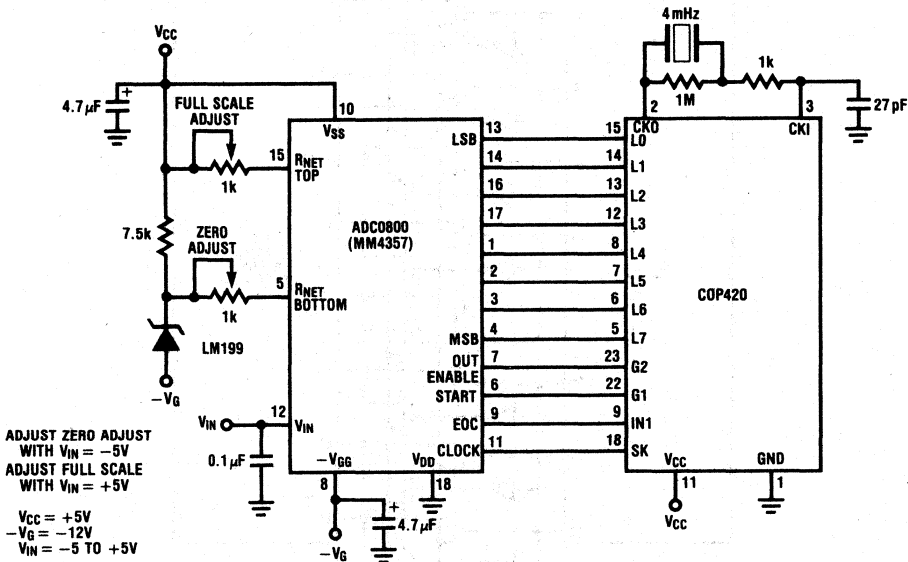 4mHz
VCC
1k
1M
4.7µF
+
FULL SCALE
ADJUST
10
VSS
2
CKO
3
CKI
27pF
13
LSB
15
L0
15
RNET
TOP
1k
14
14
L1
16
13
L2
17
12
L3
7.5k
ADC0800
(MM4357)
ZERO
ADJUST
1
8
L4
2
7
L5
COP420
5
RNET
BOTTOM
1k
3
6
L6
LM199
MSB
4
5
L7
OUT
ENABLE
7
23
G2
−VG
START
6
22
G1
VIN
12
VIN
EOC
9
9
IN1
CLOCK
11
18
SK
ADJUST ZERO ADJUST
WITH VIN = −5V
ADJUST FULL SCALE
WITH VIN = +5V
0.1µF
−VGG
8
VDD
18
VCC
11
GND
1
+
4.7µF
−VG
VCC
VCC = +5V
−VG = −12V
VIN = −5 TO +5V